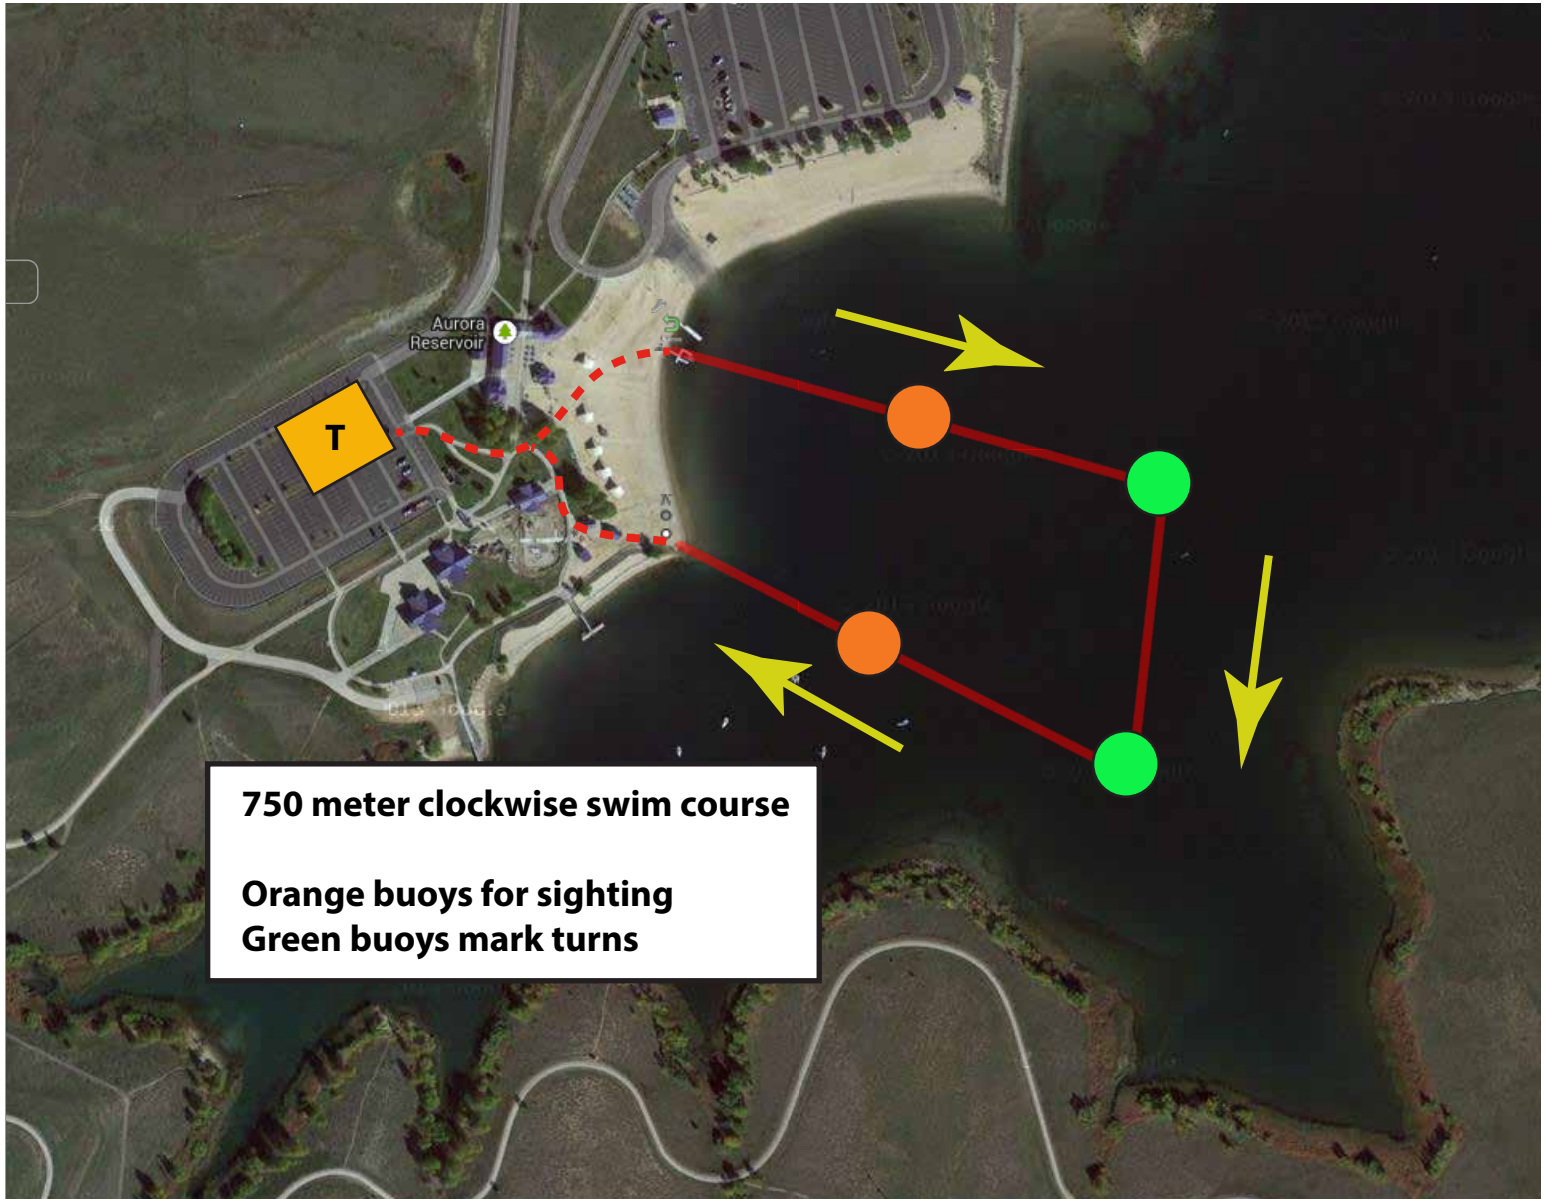 Aurora
Reservoir
T
750 meter clockwise swim course
Orange buoys for sighting
Green buoys mark turns